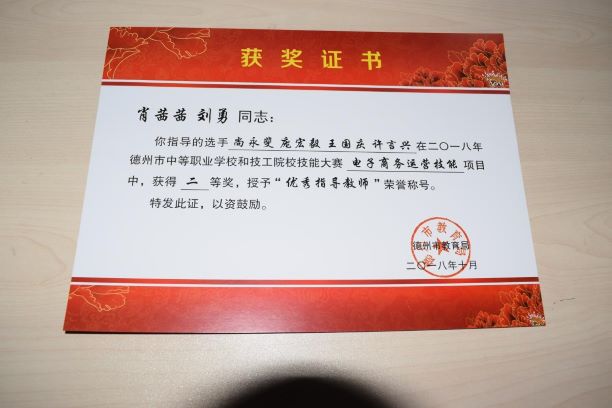 获奖证书
肖茜茜 刘勇 同志：
你指导的选手尚永斐 庞宏毅 王国庆 许言兴在二〇一八年
德州市中等职业学校和技工院校技能大赛 电子商务运营技能 项目
中，获得 二 等奖，授予“优秀指导教师”荣誉称号。
特发此证，以资鼓励。
德州市教育局
二〇一八年十月